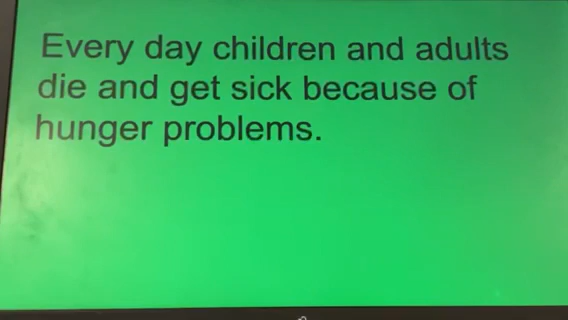 Every day children and adults
die and get sick because of
hunger problems.